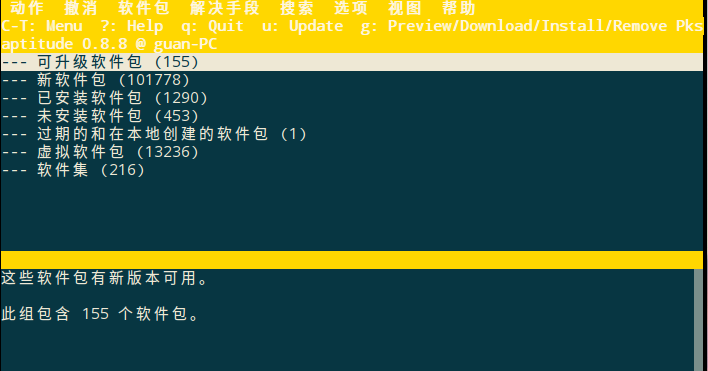 动作 撤消 软件包 解决手段 搜索 选项 视图 帮助
C-T: Menu ?: Help q: Quit u: Update g: Preview/Download/Install/Remove Pks
aptitude 0.8.8 @ guan-PC
--- 可升级软件包 (155)
--- 新软件包 (101778)
--- 已安装软件包 (1290)
--- 未安装软件包 (453)
--- 过期的和在本地创建的软件包 (1)
--- 虚拟软件包 (13236)
--- 软件集 (216)
这些软件包有新版本可用。
此组包含 155 个软件包。